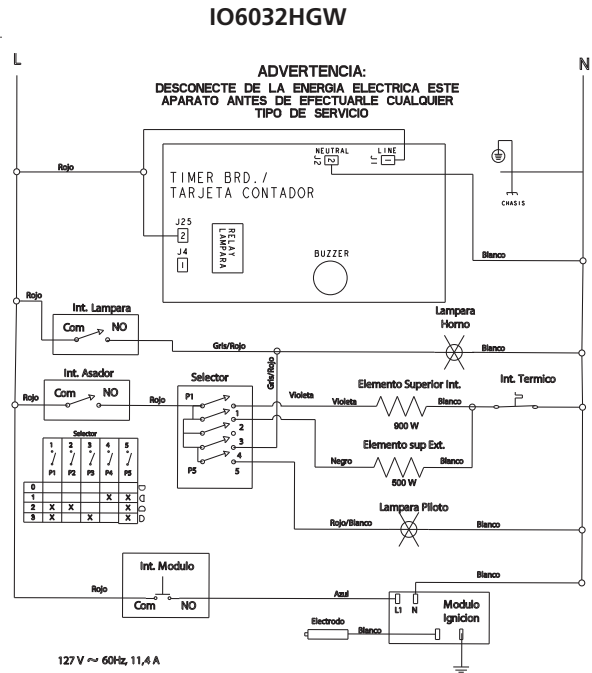 IO6032HGW
L
N
ADVERTENCIA:
DESCONECTE DE LA ENERGIA ELECTRICA ESTE
APARATO ANTES DE EFECTUARLE CUALQUIER
TIPO DE SERVICIO
NEUTRAL
LINE
J2
2
J1
1
Rojo
TIMER BRD./
TARJETA CONTADOR
CHASIS
J25
2
RELAY
LAMPARA
J4
1
BUZZER
Blanco
Rojo
Int. Lampara
Com
NO
Lampara
Horno
Gris/Rojo
Blanco
Gris/Rojo
Int. Asador
Com
NO
Rojo
Rojo
Selector
P1
1
2
3
4
P5
5
Violeta
Violeta
Elemento Superior Int.
900 W
Blanco
Int. Termico
Elemento sup Ext.
Negro
500 W
Blanco
Selector
1 2 3 4 5
P1 P2 P3 P4 P5
0
1 X X
2 X X X
3 X X X
Lampara Piloto
Rojo/Blanco
Blanco
Int. Modulo
Com
NO
Rojo
Azul
Blanco
L1 N
Modulo
Ignicion
Electrodo
Blanco
127 V ~ 60Hz, 11,4 A